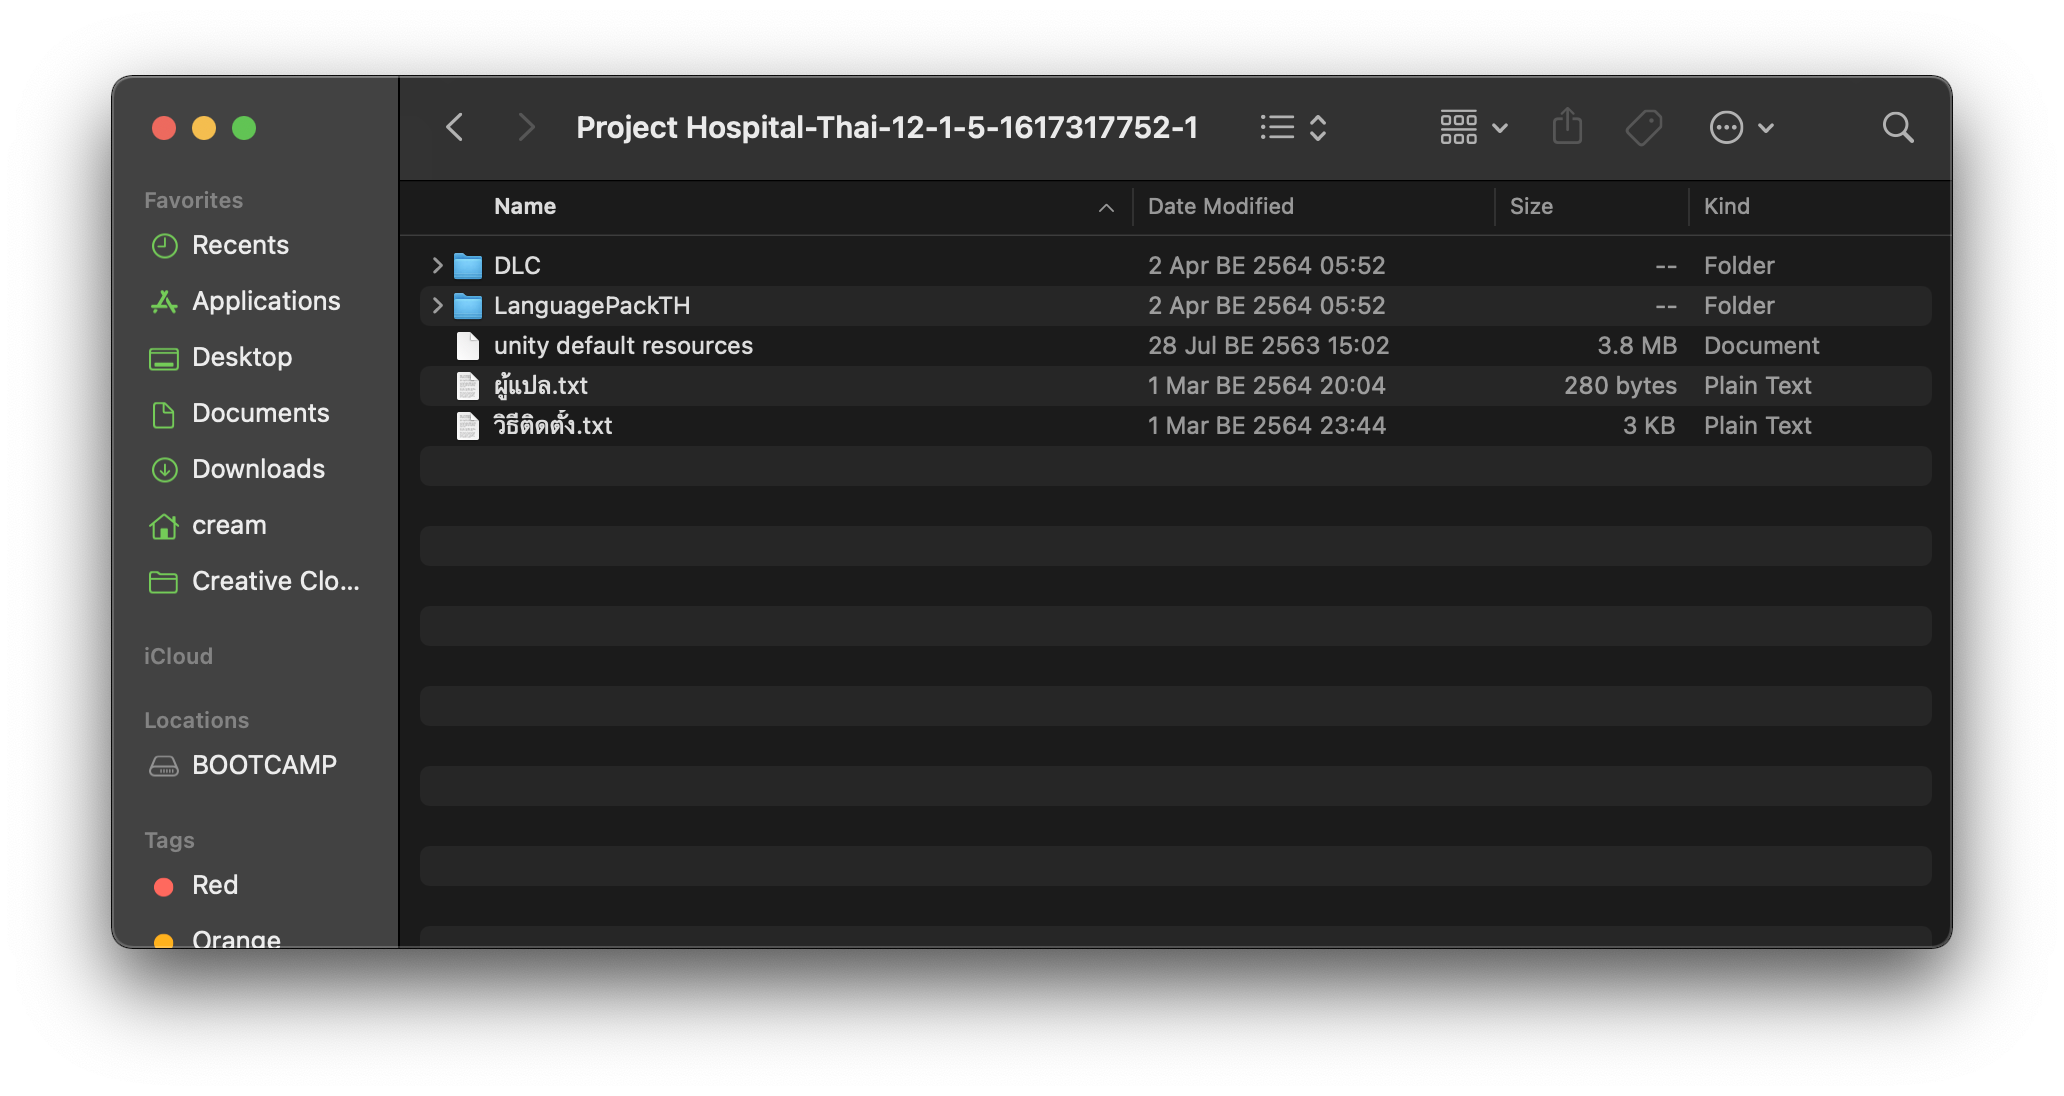 Project Hospital-Thai-12-1-5-1617317752-1
Favorites
Recents
Applications
Desktop
Documents
Downloads
cream
Creative Clo...
iCloud
Locations
BOOTCAMP
Tags
Red
Orange
Name Date Modified Size Kind
DLC 2 Apr BE 2564 05:52 -- Folder
LanguagePackTH 2 Apr BE 2564 05:52 -- Folder
unity default resources 28 Jul BE 2563 15:02 3.8 MB Document
ผู้แปล.txt 1 Mar BE 2564 20:04 280 bytes Plain Text
วิธีติดตั้ง.txt 1 Mar BE 2564 23:44 3 KB Plain Text